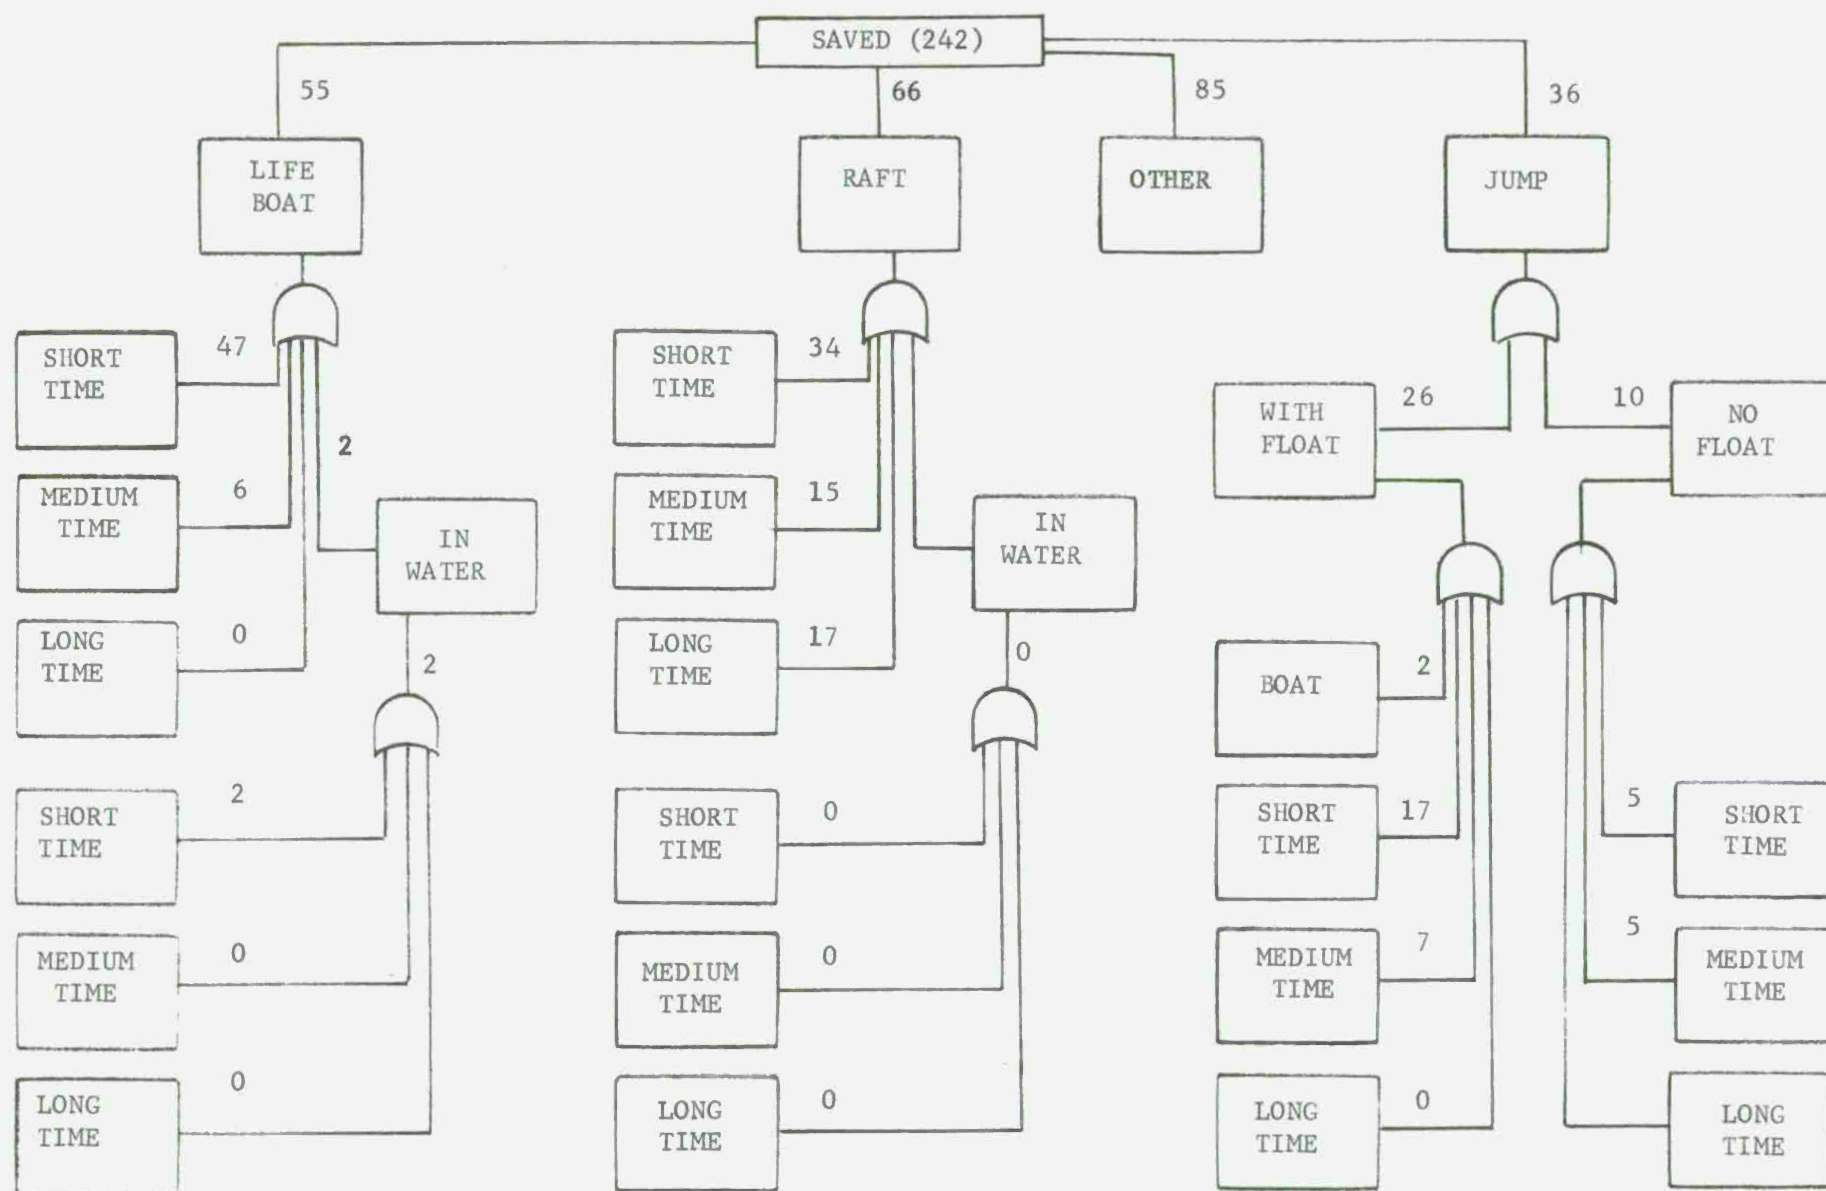 SAVED (242)
55
66
85
36
LIFE
BOAT
RAFT
OTHER
JUMP
SHORT
TIME
47
MEDIUM
TIME
6
LONG
TIME
0
2
IN
WATER
2
SHORT
TIME
2
MEDIUM
TIME
0
LONG
TIME
0
SHORT
TIME
34
MEDIUM
TIME
15
LONG
TIME
17
IN
WATER
0
SHORT
TIME
0
MEDIUM
TIME
0
LONG
TIME
0
WITH
FLOAT
26
10
NO
FLOAT
BOAT
2
SHORT
TIME
17
MEDIUM
TIME
7
LONG
TIME
0
5
SHORT
TIME
5
MEDIUM
TIME
LONG
TIME